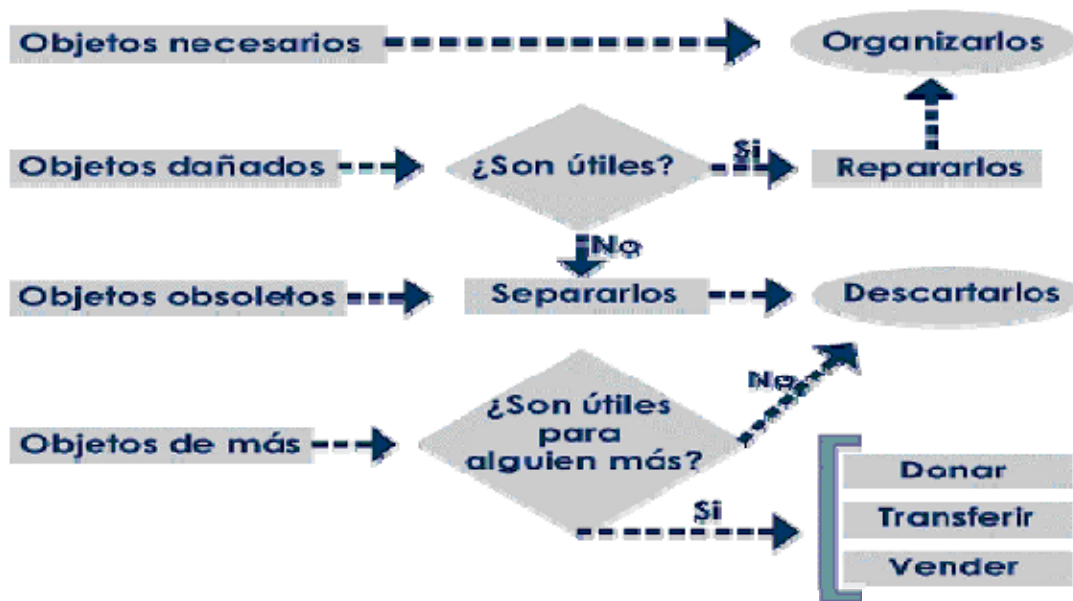 Objetos necesarios
Organizarlos
Objetos dañados
¿Son útiles?
Si
Repararlos
No
Objetos obsoletos
Separarlos
Descartarlos
Objetos de más
¿Son útiles
para
alguien más?
No
Si
Donar
Transferir
Vender